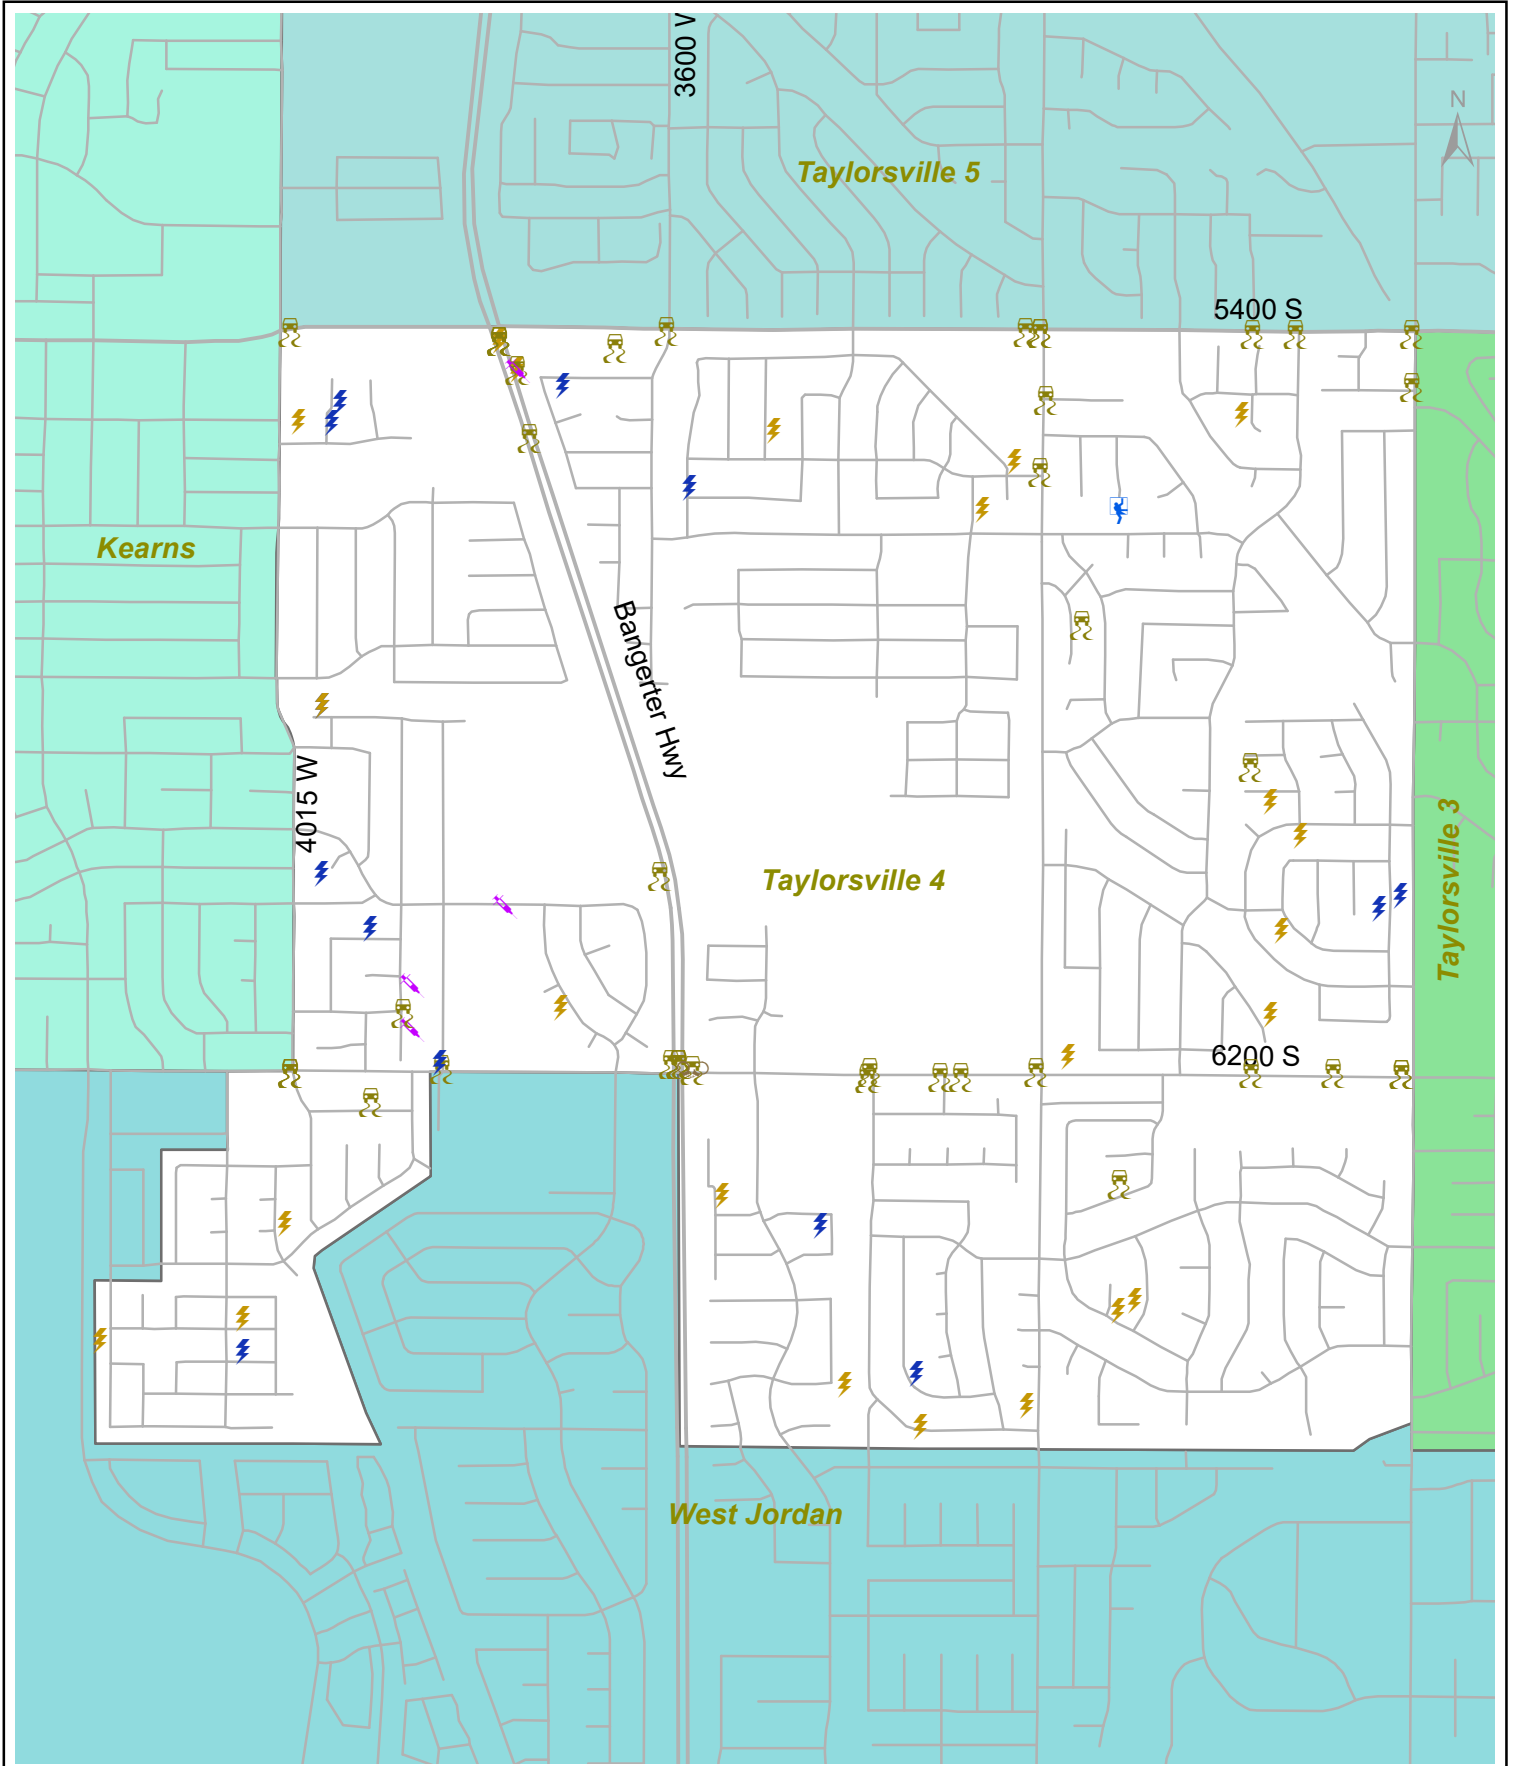 3600 W
N
Taylorsville 5
5400 S
Kearns
Bangerter Hwy
4015 W
Taylorsville 3
Taylorsville 4
6200 S
West Jordan